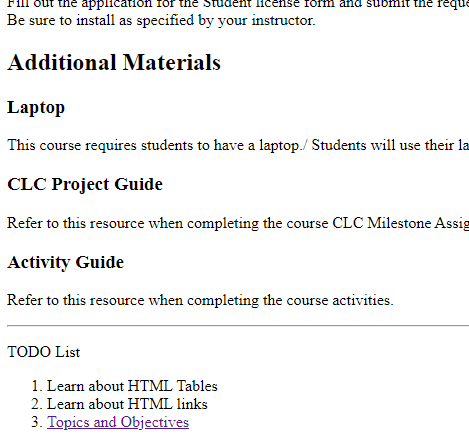 Fill out the application for the Student license form and submit the
Be sure to install as specified by your instructor.
Additional Materials
Laptop
This course requires students to have a laptop./ Students will use their
CLC Project Guide
Refer to this resource when completing the course CLC Milestone
Activity Guide
Refer to this resource when completing the course activities.
TODO List
1. Learn about HTML Tables
2. Learn about HTML links
3. Topics and Objectives